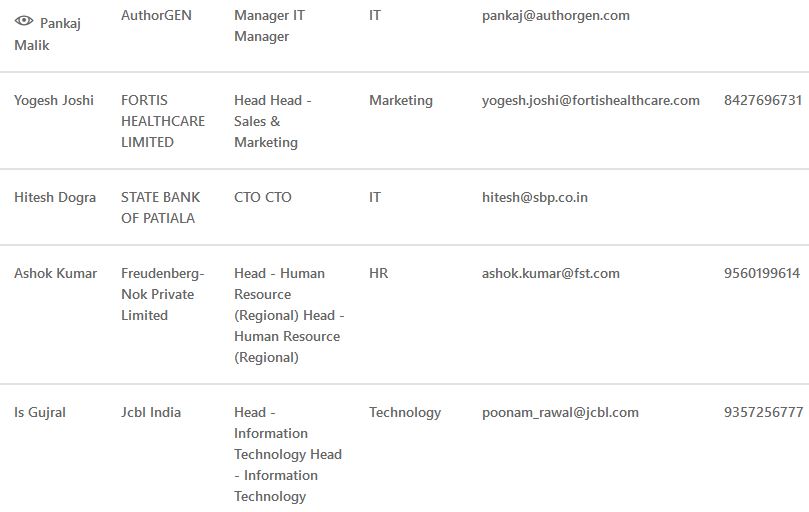 Pankaj Malik AuthorGEN Manager IT Manager IT pankaj@authorgen.com
Yogesh Joshi FORTIS HEALTHCARE LIMITED Head Head - Sales & Marketing Marketing yogesh.joshi@fortishealthcare.com 8427696731
Hitesh Dogra STATE BANK OF PATIALA CTO CTO IT hitesh@sbp.co.in
Ashok Kumar Freudenberg-Nok Private Limited Head - Human Resource (Regional) Head - Human Resource (Regional) HR ashok.kumar@fst.com 9560199614
Is Gujral Jcbl India Head - Information Technology Head - Information Technology Technology poonam_rawal@jcbl.com 9357256777